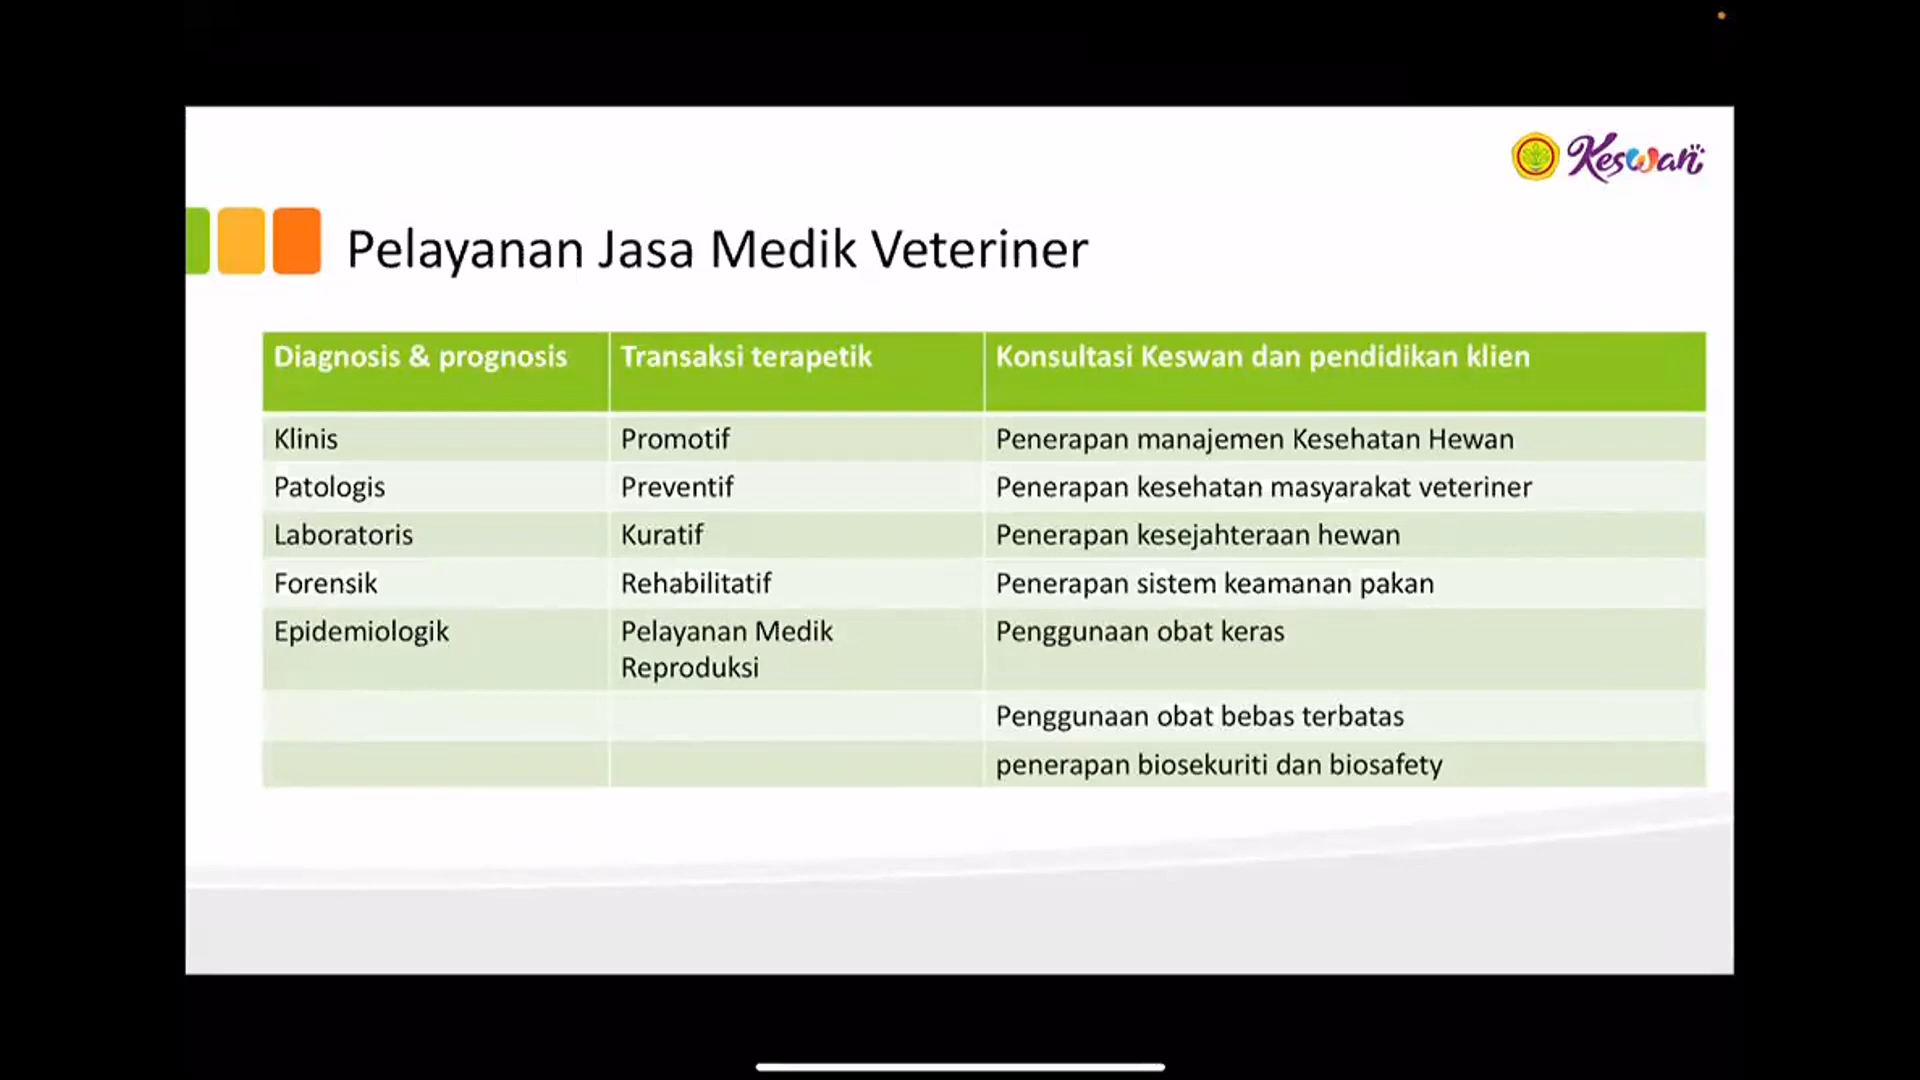 Keswan
Pelayanan Jasa Medik Veteriner
Diagnosis & prognosis
Transaksi terapetik
Konsultasi Keswan dan pendidikan klien
Klinis
Promotif
Penerapan manajemen Kesehatan Hewan
Patologis
Preventif
Penerapan kesehatan masyarakat veteriner
Laboratoris
Kuratif
Penerapan kesejahteraan hewan
Forensik
Rehabilitatif
Penerapan sistem keamanan pakan
Epidemiologik
Pelayanan Medik
Reproduksi
Penggunaan obat keras
Penggunaan obat bebas terbatas
penerapan biosekuriti dan biosafety